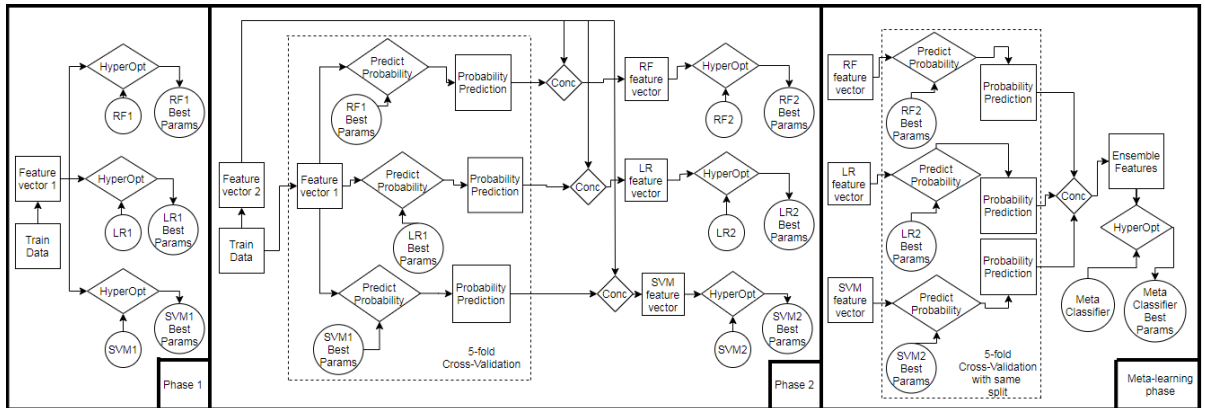 HyperOpt
RF1
RF1
Best
Params
Feature
vector 1
HyperOpt
LR1
LR1
Best
Params
Train
Data
HyperOpt
SVM1
SVM1
Best
Params
Phase 1
Feature
vector 2
Train
Data
Feature
vector 1
Predict
Probability
RF1
Best
Params
Probability
Prediction
Conc
RF
feature
vector
HyperOpt
RF2
RF2
Best
Params
Predict
Probability
LR1
Best
Params
Probability
Prediction
Conc
LR
feature
vector
HyperOpt
LR2
LR2
Best
Params
Predict
Probability
SVM1
Best
Params
Probability
Prediction
Conc
SVM
feature
vector
HyperOpt
SVM2
SVM2
Best
Params
5-fold
Cross-Validation
Phase 2
RF
feature
vector
Predict
Probability
RF2
Best
Params
Probability
Prediction
LR
feature
vector
Predict
Probability
LR2
Best
Params
Probability
Prediction
SVM
feature
vector
Predict
Probability
SVM2
Best
Params
Probability
Prediction
Conc
Ensemble
Features
HyperOpt
Meta
Classifier
Meta
Classifier
Best
Params
5-fold
Cross-Validation
with same
split
Meta-learning
phase